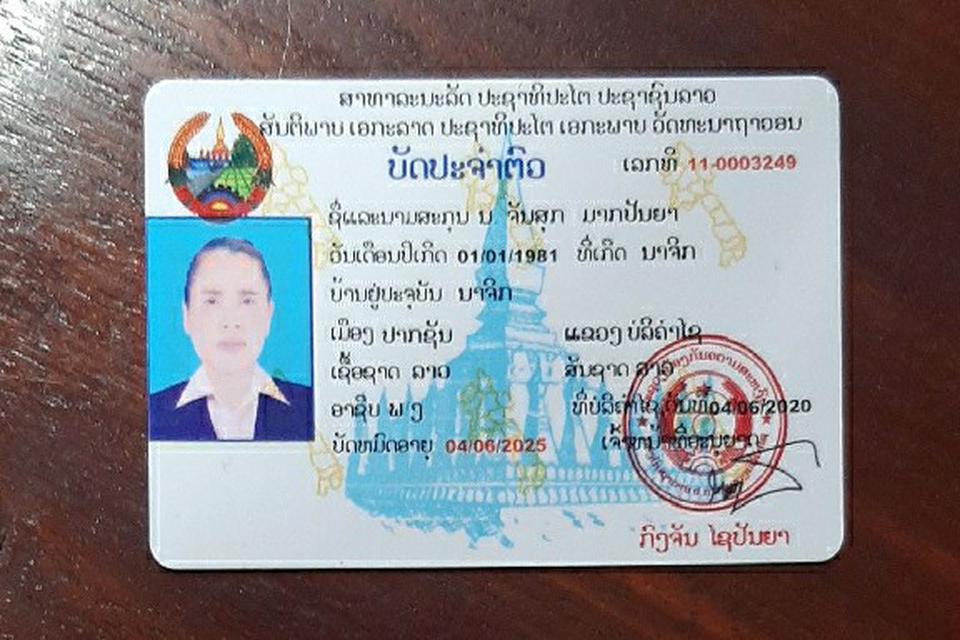 ສາທາລະນະລັດ ປະຊາທິປະໄຕ ປະຊາຊົນລາວ
ສັນຕິພາບ ເອກະລາດ ປະຊາທິປະໄຕ ເອກະພາບ ວັດທະນາຖາວອນ
ບັດປະຈຳຕົວ ເລກທີ 11-0003249
ຊື່ແລະນາມສະກຸນ ນ. ຈັນສຸກ ມາກປັນຍາ
ວັນເດືອນປີເກີດ 01/01/1981 ທີ່ເກີດ ນາຈິກ
ບ້ານຢູ່ປະຈຸບັນ ນາຈິກ
ເມືອງ ປາກຊັນ ແຂວງ ບໍລິຄຳໄຊ
ເຊື້ອຊາດ ລາວ ສັນຊາດ ລາວ
ອາຊີບ ພ ງ ທີ່ບໍລິຄຳໄຊ,ວັນທີ 04/06/2020
ບັດຫມົດອາຍຸ 04/06/2025 ເຈົ້າຫນ້າທີ່ອະນຸຍາດ
ກົງຈັນ ໄຊປັນຍາ